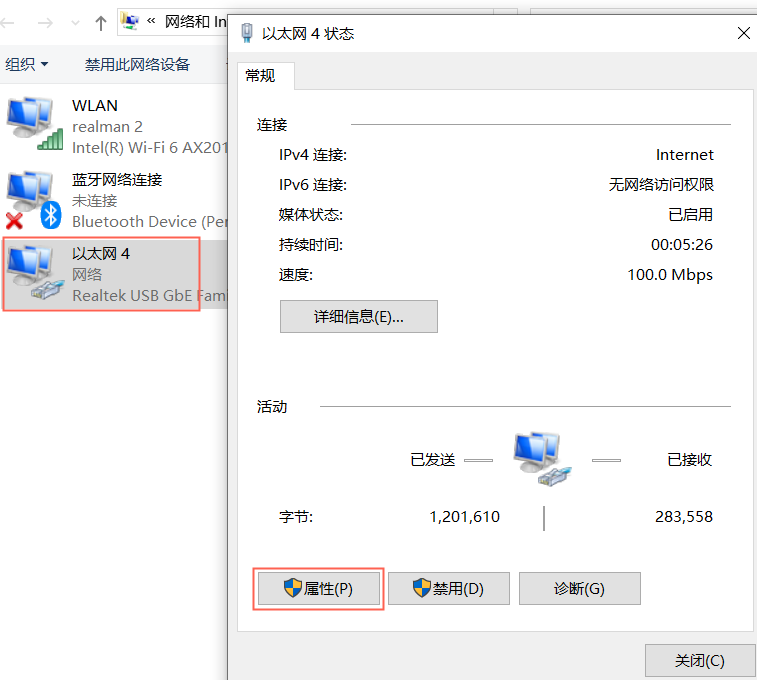 « 网络和 In
组织
禁用此网络设备
WLAN
realman 2
Intel(R) Wi-Fi 6 AX201
蓝牙网络连接
未连接
Bluetooth Device (Per
以太网 4
网络
Realtek USB GbE Fami
以太网 4 状态
常规
连接
IPv4 连接: Internet
IPv6 连接: 无网络访问权限
媒体状态: 已启用
持续时间: 00:05:26
速度: 100.0 Mbps
详细信息(E)...
活动
已发送 已接收
字节: 1,201,610 283,558
属性(P) 禁用(D) 诊断(G)
关闭(C)